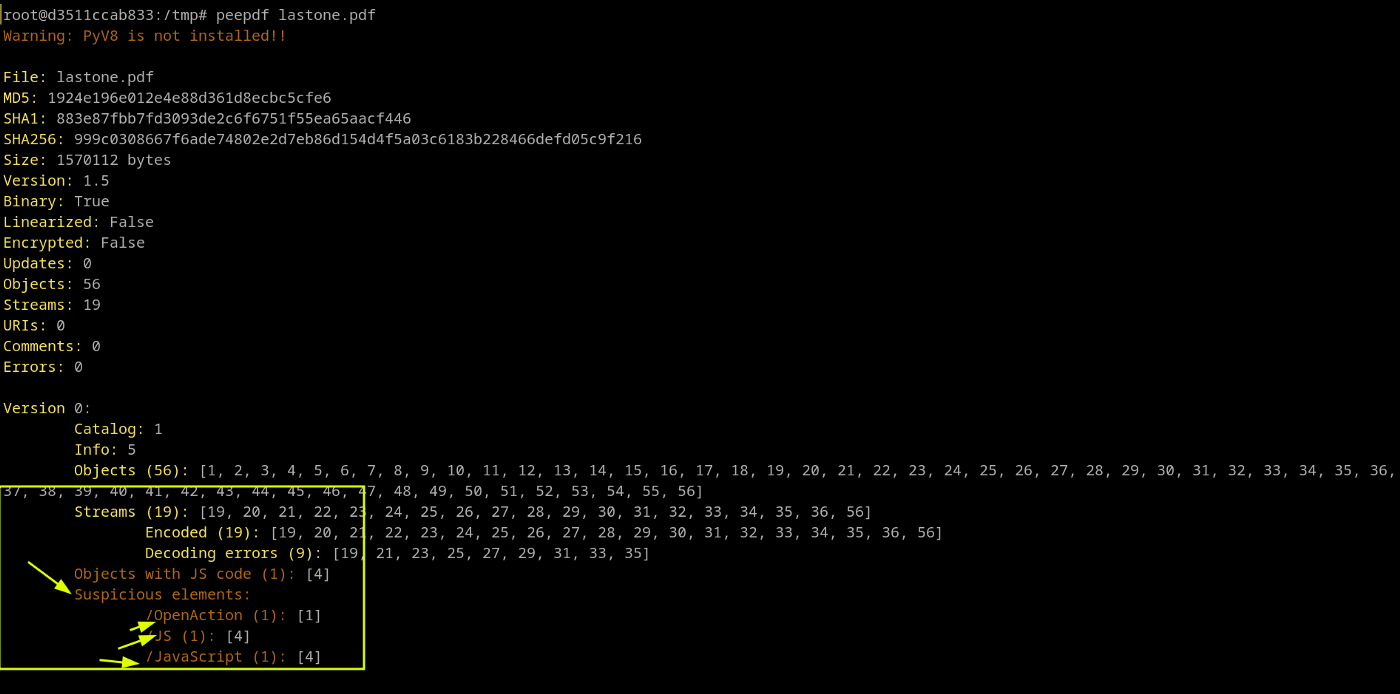 root@d3511ccab833:/tmp# peepdf lastone.pdf
Warning: PyV8 is not installed!!
File: lastone.pdf
MD5: 1924e196e012e4e88d361d8ecbc5cfe6
SHA1: 883e87fbb7fd3093de2c6f6751f55ea65aacf446
SHA256: 999c0308667f6ade74802e2d7eb86d154d4f5a03c6183b228466defd05c9f216
Size: 1570112 bytes
Version: 1.5
Binary: True
Linearized: False
Encrypted: False
Updates: 0
Objects: 56
Streams: 19
URIs: 0
Comments: 0
Errors: 0
Version 0:
Catalog: 1
Info: 5
Objects (56): [1, 2, 3, 4, 5, 6, 7, 8, 9, 10, 11, 12, 13, 14, 15, 16, 17, 18, 19, 20, 21, 22, 23, 24, 25, 26, 27, 28, 29, 30, 31, 32, 33, 34, 35, 36,
37, 38, 39, 40, 41, 42, 43, 44, 45, 46, 47, 48, 49, 50, 51, 52, 53, 54, 55, 56]
Streams (19): [19, 20, 21, 22, 23, 24, 25, 26, 27, 28, 29, 30, 31, 32, 33, 34, 35, 36, 56]
Encoded (19): [19, 20, 21, 22, 23, 24, 25, 26, 27, 28, 29, 30, 31, 32, 33, 34, 35, 36, 56]
Decoding errors (9): [19, 21, 23, 25, 27, 29, 31, 33, 35]
Objects with JS code (1): [4]
Suspicious elements:
/OpenAction (1): [1]
/JS (1): [4]
/JavaScript (1): [4]